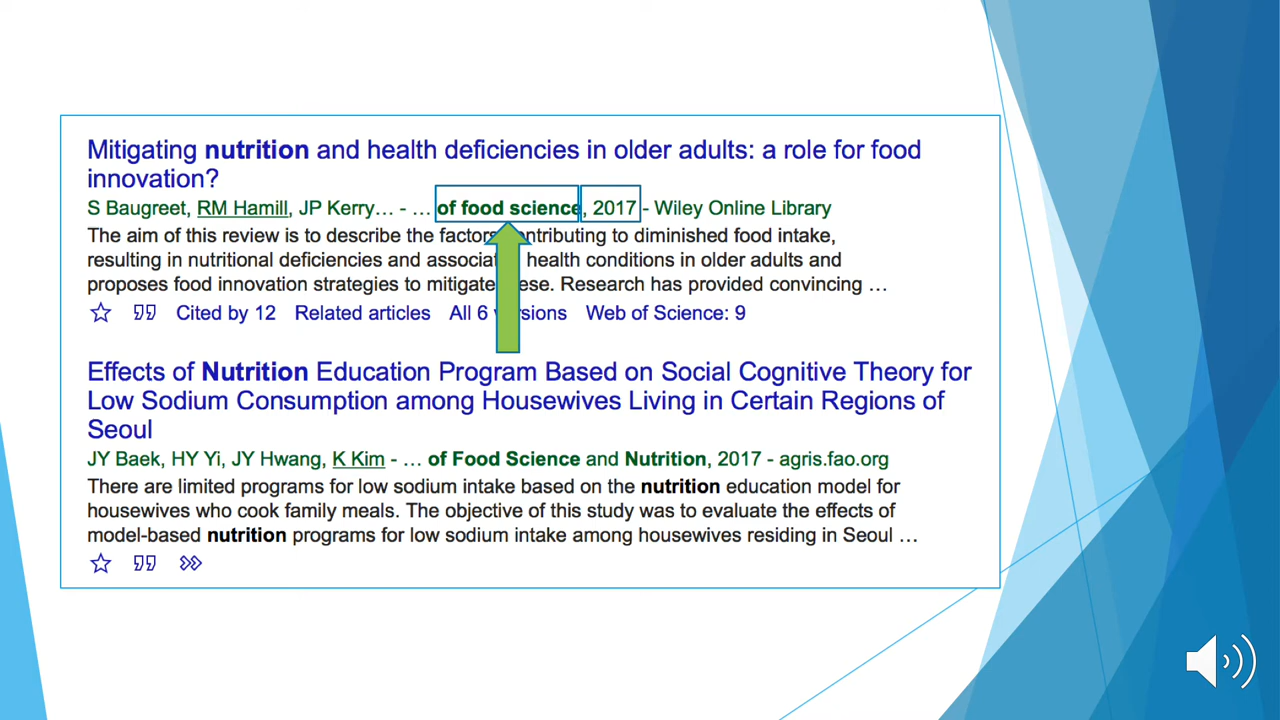 Mitigating nutrition and health deficiencies in older adults: a role for food
innovation?
S Baugreet, RM Hamill, JP Kerry… - … of food science, 2017 - Wiley Online Library
The aim of this review is to describe the factors contributing to diminished food intake,
resulting in nutritional deficiencies and associat health conditions in older adults and
proposes food innovation strategies to mitigate ese. Research has provided convincing …
Cited by 12 Related articles All 6 versions Web of Science: 9
Effects of Nutrition Education Program Based on Social Cognitive Theory for
Low Sodium Consumption among Housewives Living in Certain Regions of
Seoul
JY Baek, HY Yi, JY Hwang, K Kim - … of Food Science and Nutrition, 2017 - agris.fao.org
There are limited programs for low sodium intake based on the nutrition education model for
housewives who cook family meals. The objective of this study was to evaluate the effects of
model-based nutrition programs for low sodium intake among housewives residing in Seoul …